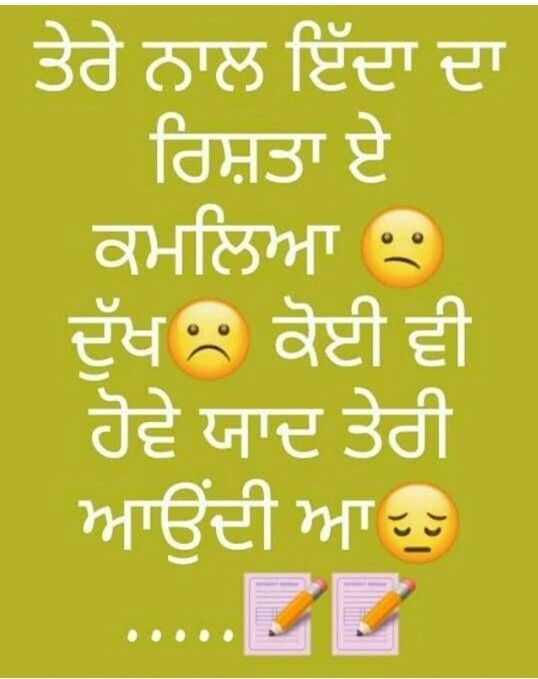 ਤੇਰੇ ਨਾਲ ਇੱਦਾ ਦਾ
ਰਿਸ਼ਤਾ ਏ
ਕਮਲਿਆ 😕
ਦੁੱਖ☹️ ਕੋਈ ਵੀ
ਹੋਵੇ ਯਾਦ ਤੇਰੀ
ਆਉਂਦੀ ਆ😔
.....📝📝